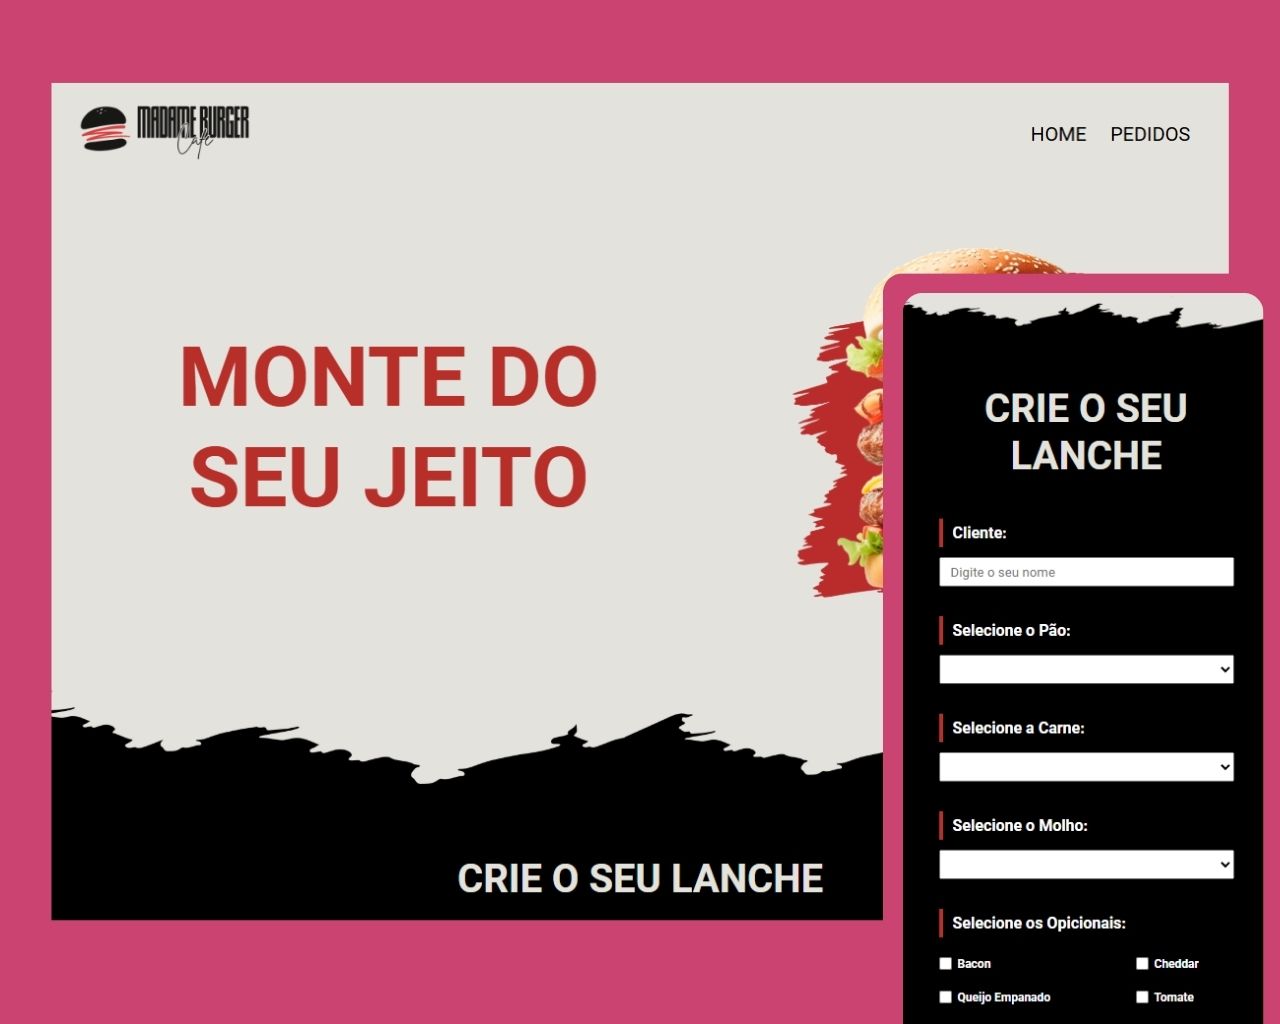 MADAME BURGER
Café
HOME PEDIDOS
MONTE DO
SEU JEITO
CRIE O SEU LANCHE
CRIE O SEU
LANCHE
Cliente:
Digite o seu nome
Selecione o Pão:
Selecione a Carne:
Selecione o Molho:
Selecione os Opicionais:
Bacon Cheddar
Queijo Empanado Tomate